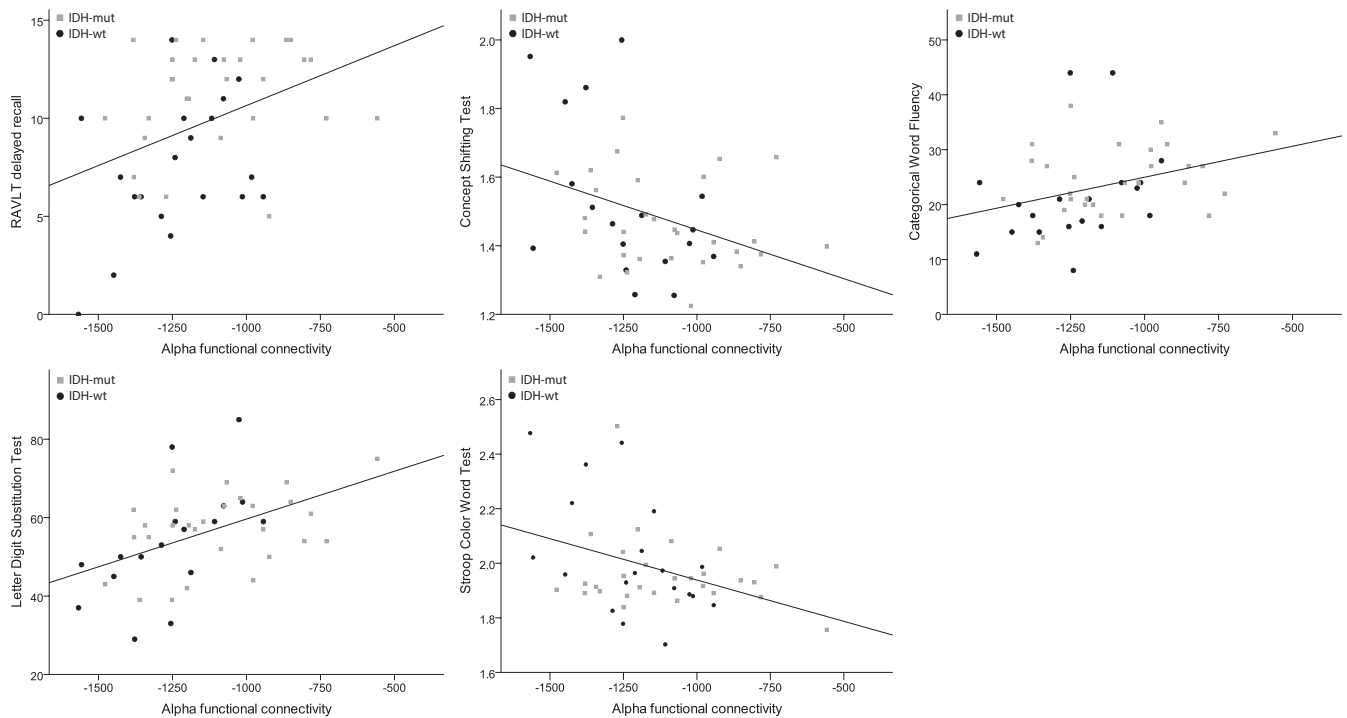 IDH-mut
IDH-wt
15
10
5
0
RAVLT delayed recall
-1500 -1250 -1000 -750 -500
Alpha functional connectivity
IDH-mut
IDH-wt
2.0
1.8
1.6
1.4
1.2
Concept Shifting Test
-1500 -1250 -1000 -750 -500
Alpha functional connectivity
IDH-mut
IDH-wt
50
40
30
20
10
0
Categorical Word Fluency
-1500 -1250 -1000 -750 -500
Alpha functional connectivity
IDH-mut
IDH-wt
80
60
40
20
Letter Digit Substitution Test
-1500 -1250 -1000 -750 -500
Alpha functional connectivity
IDH-mut
IDH-wt
2.6
2.4
2.2
2.0
1.8
1.6
Stroop Color Word Test
-1500 -1250 -1000 -750 -500
Alpha functional connectivity